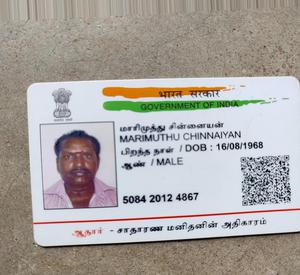 भारत सरकार
GOVERNMENT OF INDIA
மாரிமுத்து சின்னையன்
MARIMUTHU CHINNAIYAN
பிறந்த நாள் / DOB : 16/08/1968
ஆண் / MALE
5084 2012 4867
ஆதார் - சாதாரண மனிதனின் அதிகாரம்